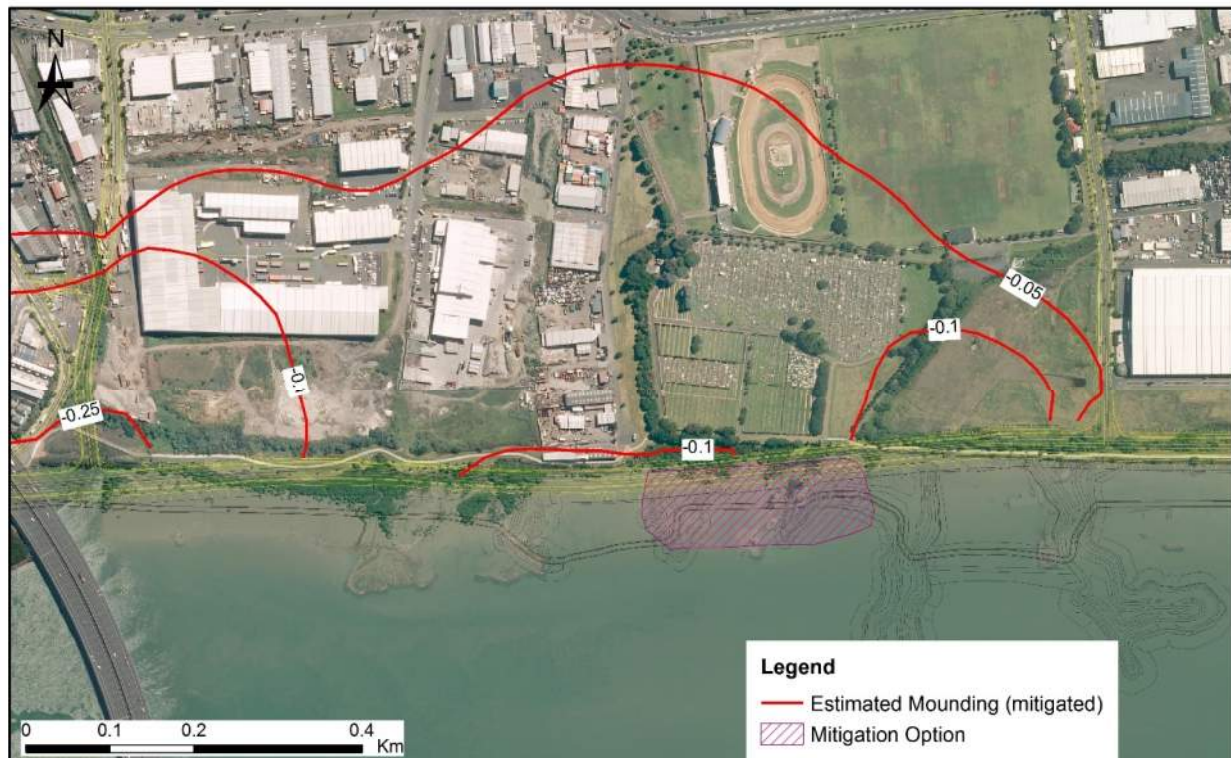 N
-0.05
-0.1
-0.1
-0.25
-0.1
Legend
Estimated Mounding (mitigated)
Mitigation Option
0 0.1 0.2 0.4
Km